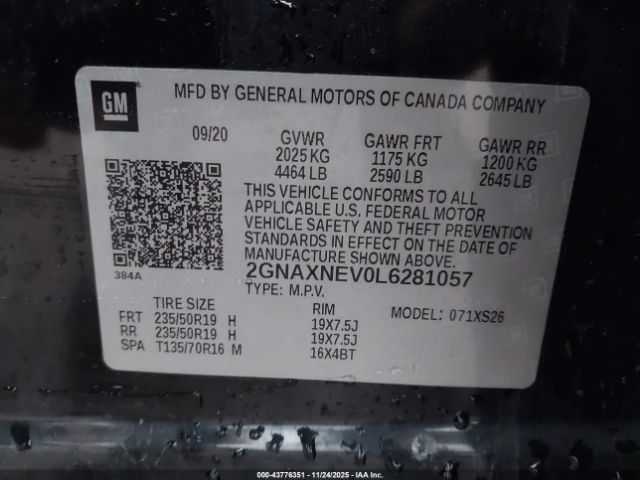 GM
MFD BY GENERAL MOTORS OF CANADA COMPANY
09/20 GVWR GAWR FRT GAWR RR
2025 KG 1175 KG 1200 KG
4464 LB 2590 LB 2645 LB
THIS VEHICLE CONFORMS TO ALL
APPLICABLE U.S. FEDERAL MOTOR
VEHICLE SAFETY AND THEFT PREVENTION
STANDARDS IN EFFECT ON THE DATE OF
MANUFACTURE SHOWN ABOVE.
384A
2GNAXNEV0L6281057
TYPE: M.P.V.
TIRE SIZE RIM MODEL: 071XS26
FRT 235/50R19 H 19X7.5J
RR 235/50R19 H 19X7.5J
SPA T135/70R16 M 16X4BT
000-43776351 - 11/24/2025 - IAA, Inc.